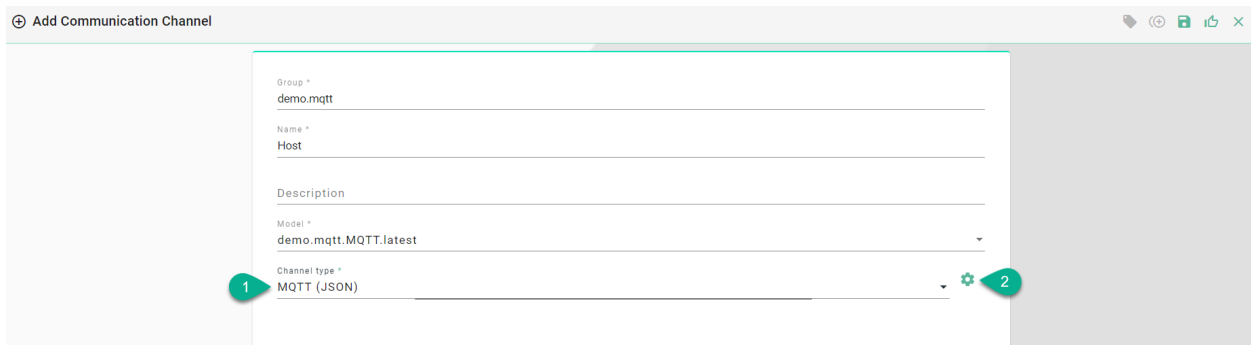 Add Communication Channel
Group *
demo.mqtt
Name *
Host
Description
Model *
demo.mqtt.MQTT.latest
Channel type *
1
MQTT (JSON)
2